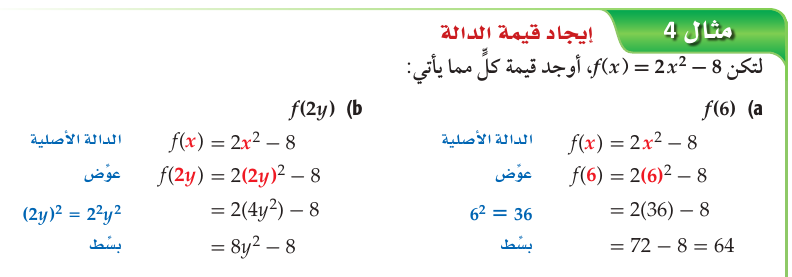 مثال 4 إيجاد قيمة الدالة
لتكن f(x) = 2x² − 8، أوجد قيمة كلٍّ مما يأتي:
f(6) (a
f(x) = 2x² − 8 الدالة الأصلية
f(6) = 2(6)² − 8 عوِّض
= 2(36) − 8 6² = 36
= 72 − 8 = 64 بسِّط
f(2y) (b
f(x) = 2x² − 8 الدالة الأصلية
f(2y) = 2(2y)² − 8 عوِّض
= 2(4y²) − 8 (2y)² = 2²y²
= 8y² − 8 بسِّط